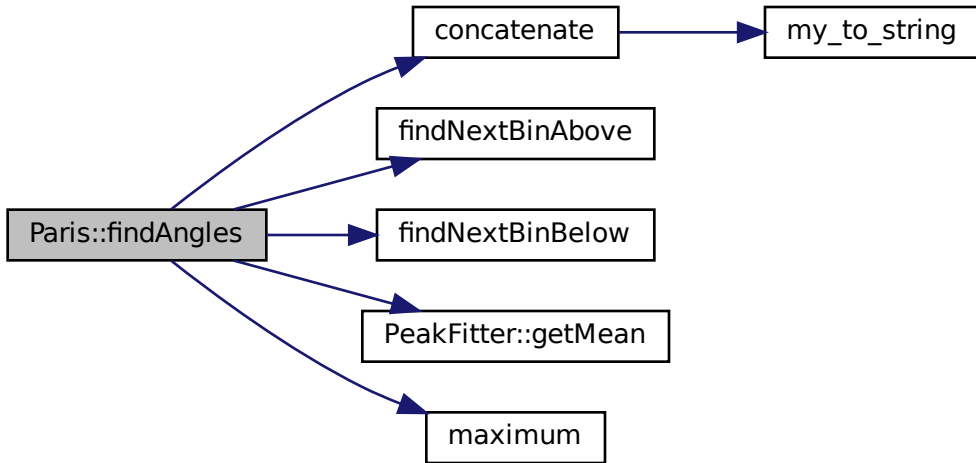 concatenate
my_to_string
findNextBinAbove
Paris::findAngles
findNextBinBelow
PeakFitter::getMean
maximum